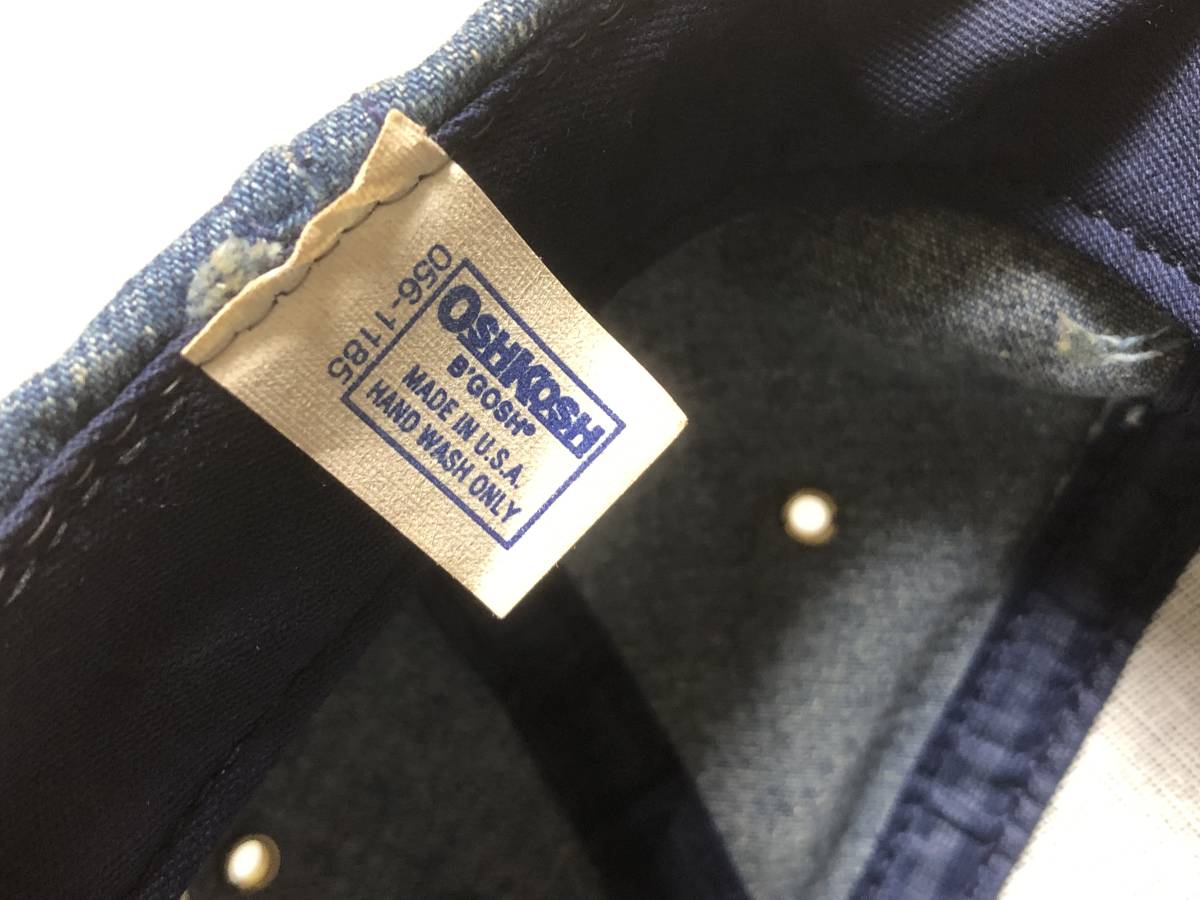 056-1185
OSHKOSH
B'GOSH®
MADE IN U.S.A.
HAND WASH ONLY